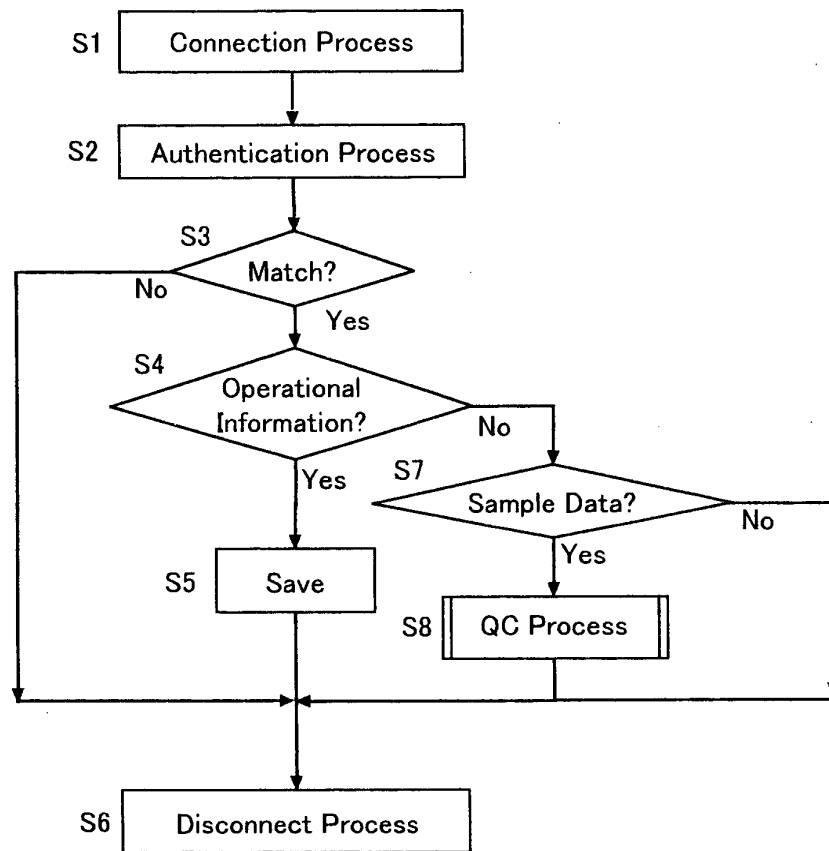 S1
Connection Process
S2
Authentication Process
S3
Match?
No
Yes
S4
Operational
Information?
No
Yes
S7
Sample Data?
No
Yes
S5
Save
S8
QC Process
S6
Disconnect Process